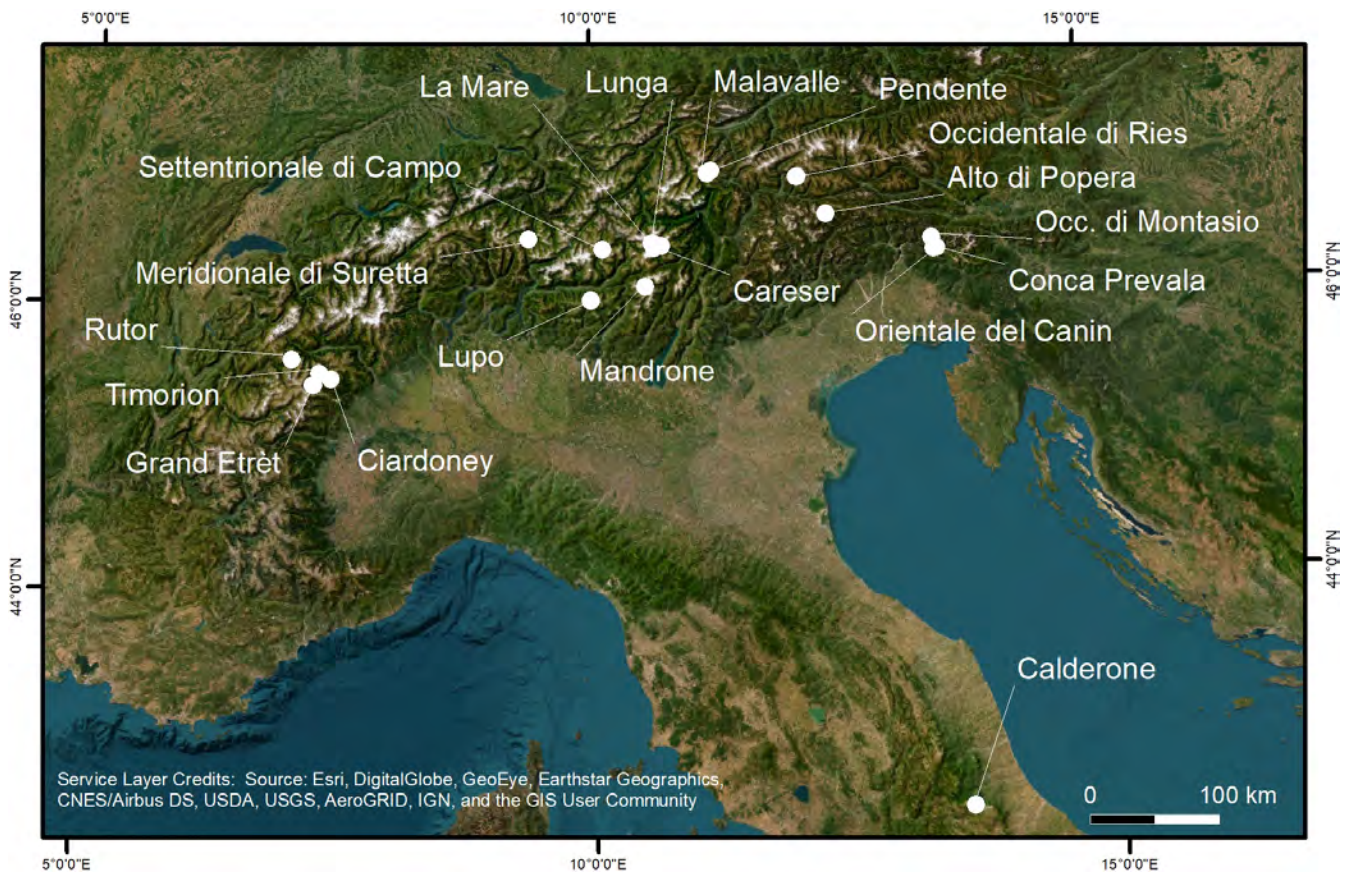 5°0'0"E 10°0'0"E 15°0'0"E
La Mare Lunga Malavalle Pendente
Occidentale di Ries
Settentrionale di Campo
Alto di Popera
Occ. di Montasio
Meridionale di Suretta
Conca Prevala
Careser
46°0'0"N 46°0'0"N
Orientale del Canin
Rutor
Lupo
Mandrone
Timorion
Grand Etrèt Ciardoney
44°0'0"N 44°0'0"N
Calderone
Service Layer Credits: Source: Esri, DigitalGlobe, GeoEye, Earthstar Geographics,
CNES/Airbus DS, USDA, USGS, AeroGRID, IGN, and the GIS User Community
0 100 km
5°0'0"E 10°0'0"E 15°0'0"E